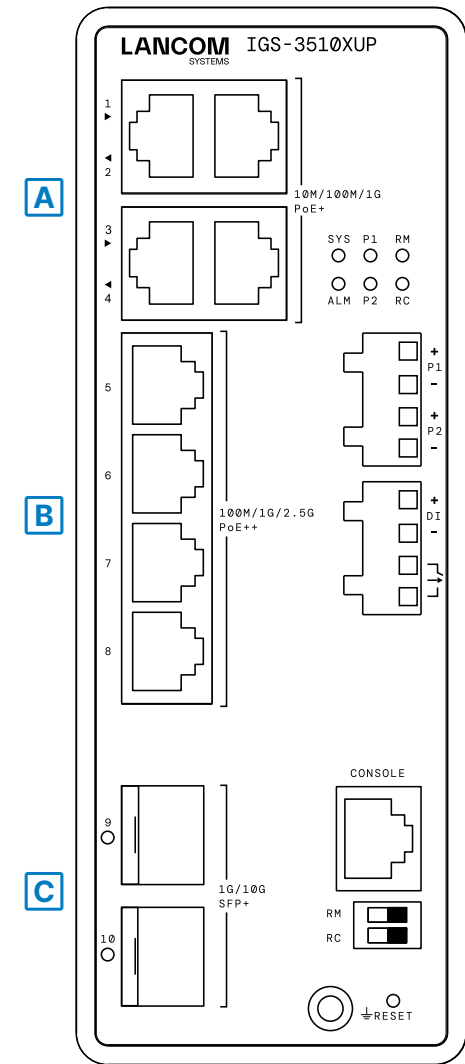 LANCOM IGS-3510XUP
SYSTEMS
1
2
A
10M/100M/1G
PoE+
3
4
SYS P1 RM
ALM P2 RC
+
P1
-
+
P2
-
5
6
7
8
B
100M/1G/2.5G
PoE++
+
DI
-
CONSOLE
9
10
C
1G/10G
SFP+
RM
RC
RESET